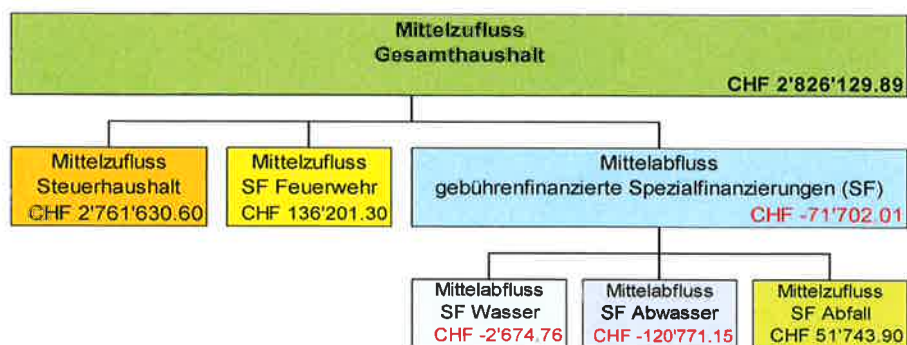 Mittelzufluss
Gesamthaushalt
CHF 2'826'129.89
Mittelzufluss
Steuerhaushalt
CHF 2'761'630.60
Mittelzufluss
SF Feuerwehr
CHF 136'201.30
Mittelabfluss
gebührenfinanzierte Spezialfinanzierungen (SF)
CHF -71'702.01
Mittelabfluss
SF Wasser
CHF -2'674.76
Mittelabfluss
SF Abwasser
CHF -120'771.15
Mittelzufluss
SF Abfall
CHF 51'743.90